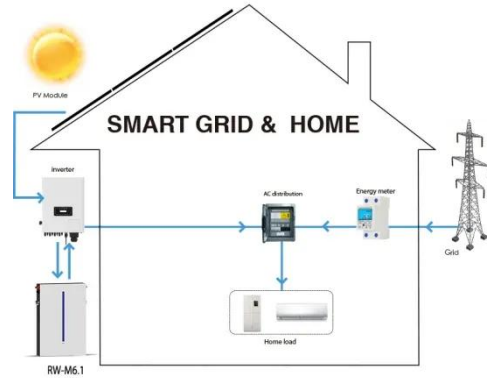 PV Module
SMART GRID & HOME
inverter
AC distribution
Energy meter
Grid
Home load
RW-M6.1